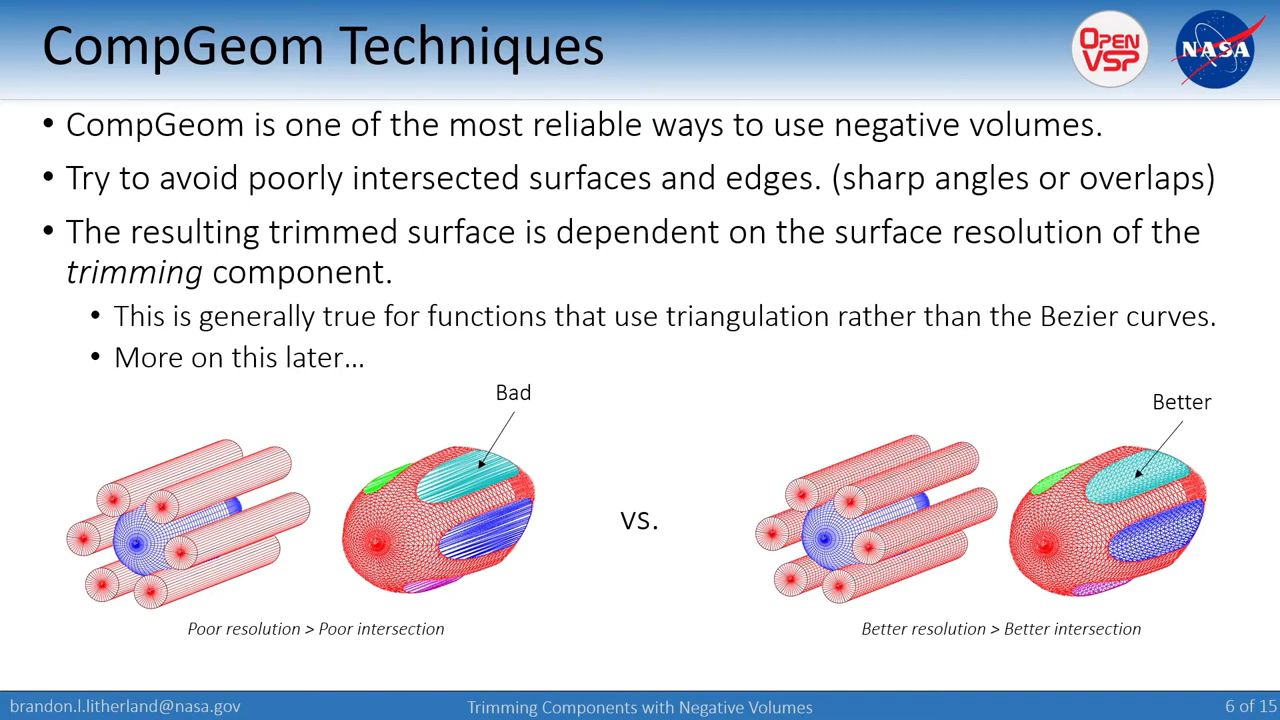 CompGeom Techniques
OPEN
VSP
NASA
• CompGeom is one of the most reliable ways to use negative volumes.
• Try to avoid poorly intersected surfaces and edges. (sharp angles or overlaps)
• The resulting trimmed surface is dependent on the surface resolution of the
trimming component.
• This is generally true for functions that use triangulation rather than the Bezier curves.
• More on this later…
Bad
Better
vs.
Poor resolution > Poor intersection
Better resolution > Better intersection
brandon.l.litherland@nasa.gov
Trimming Components with Negative Volumes
6 of 15